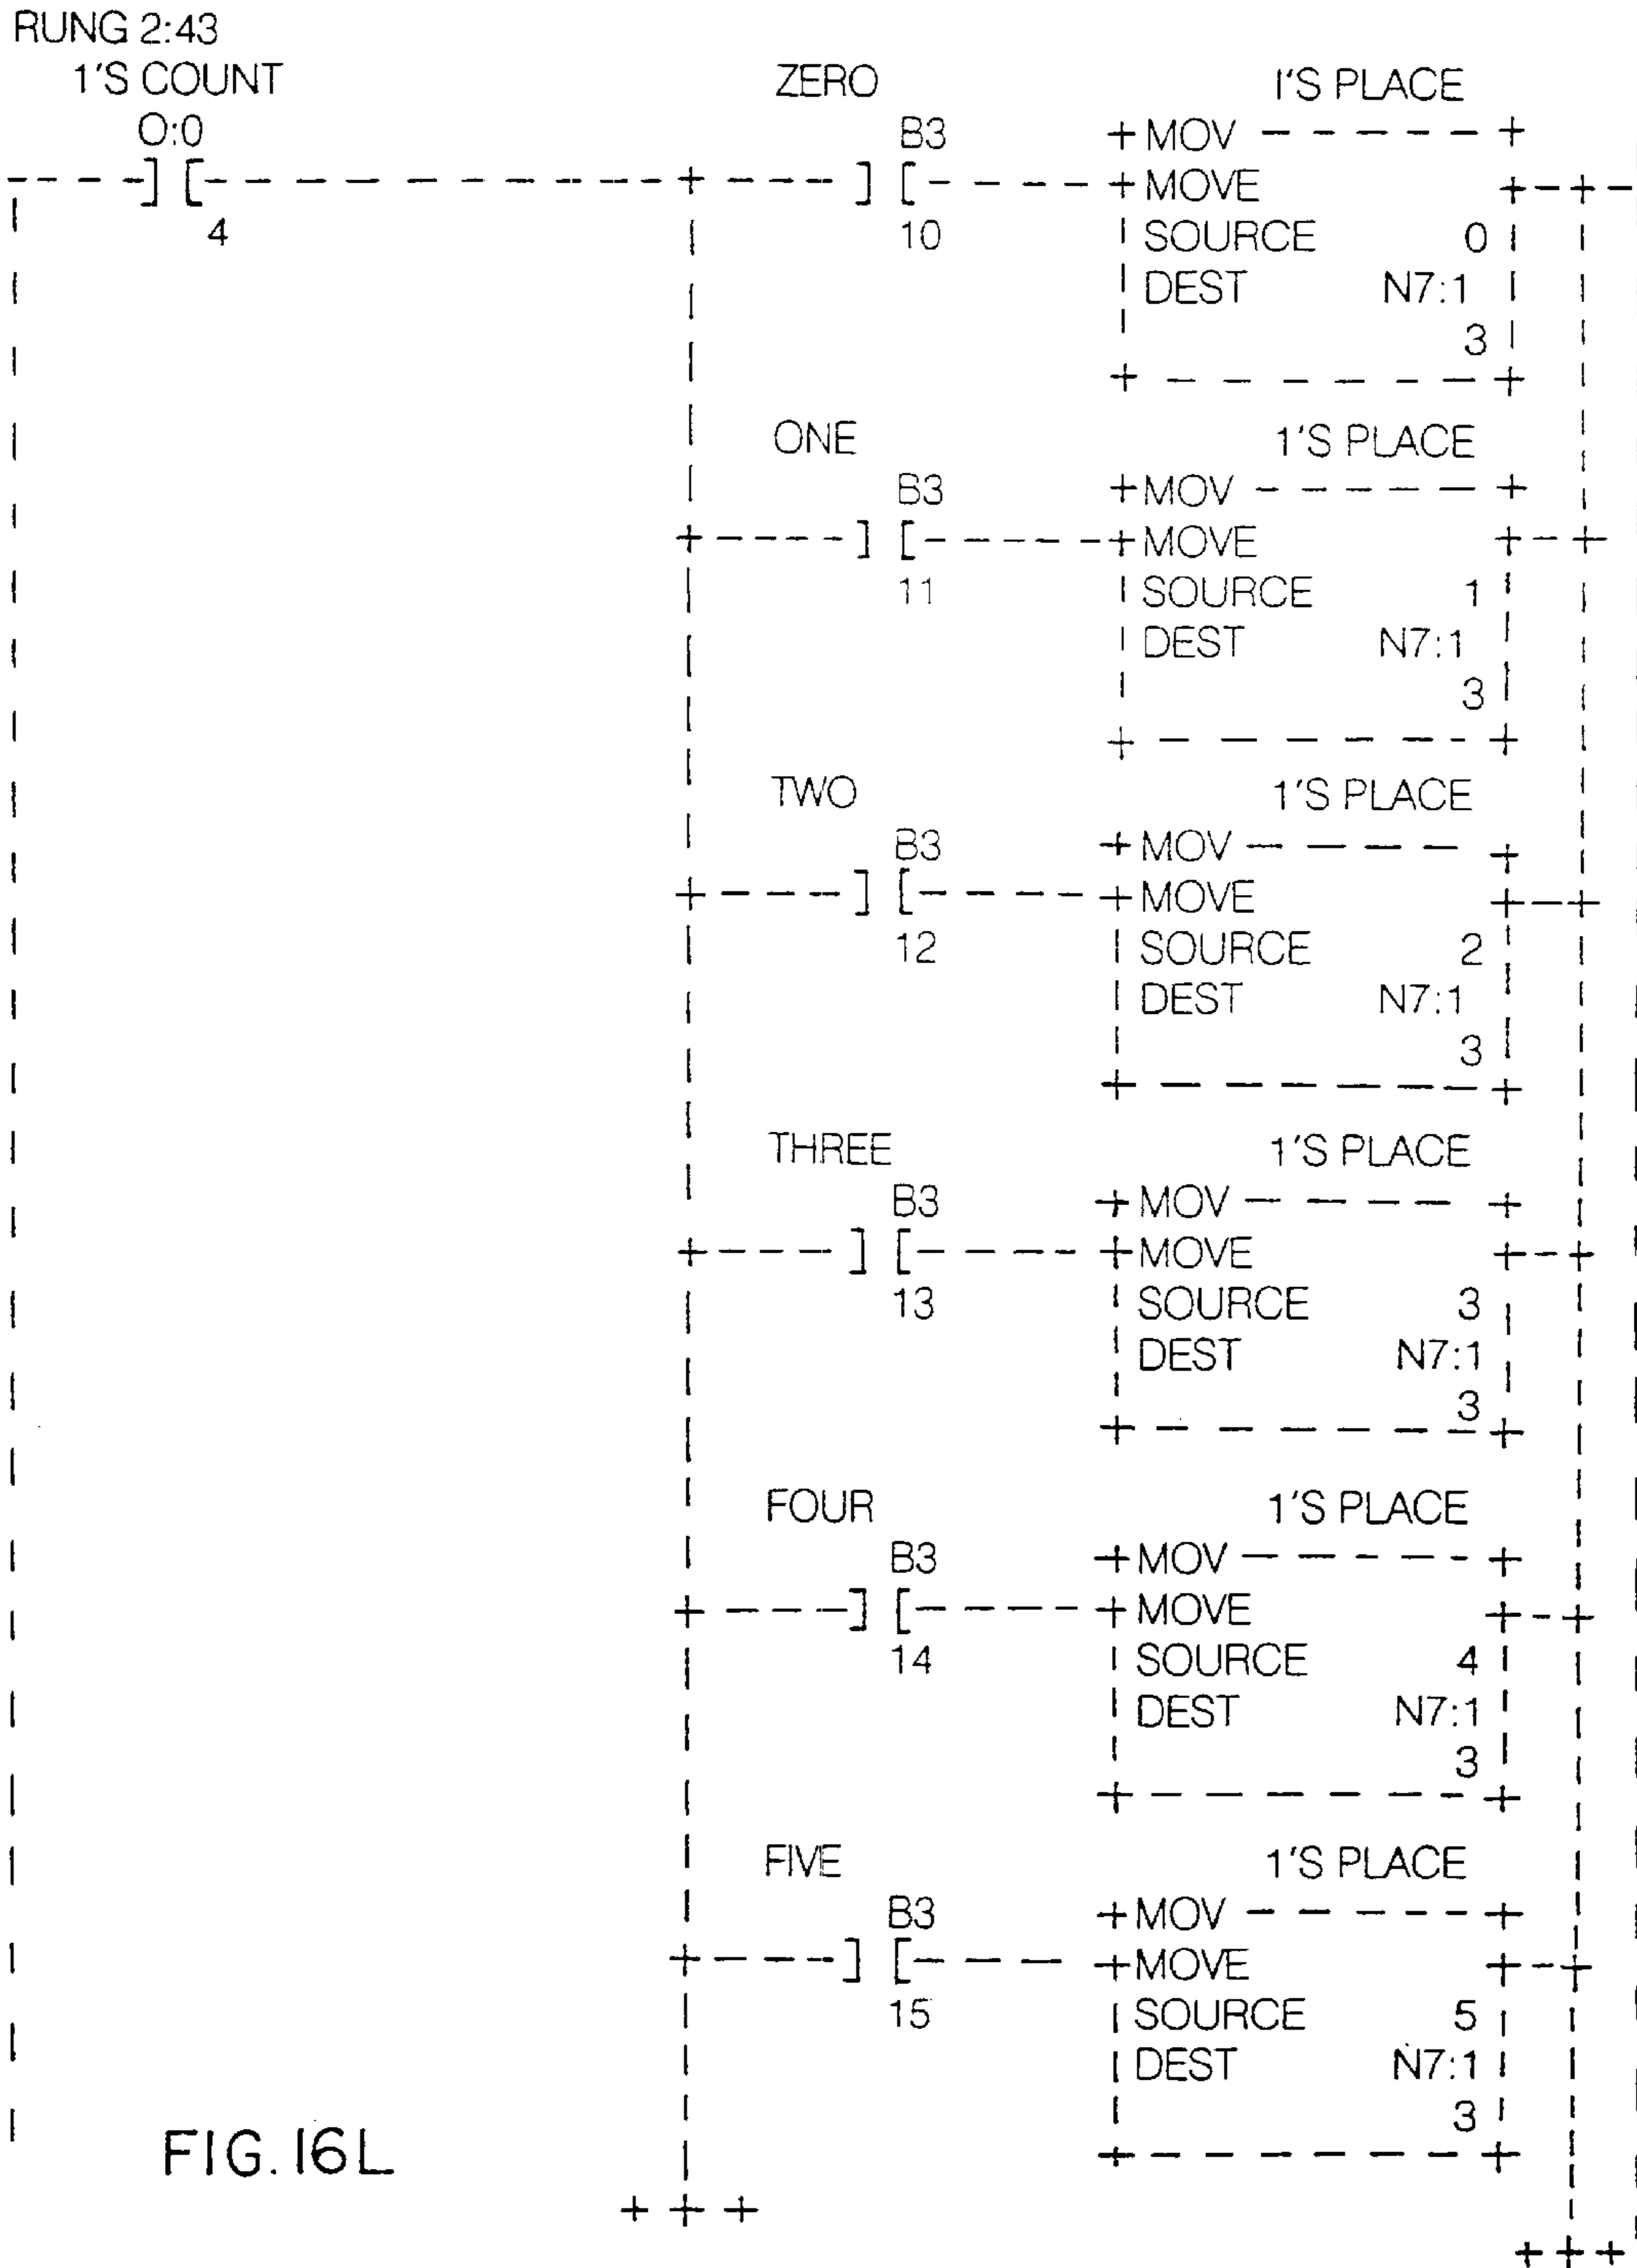 RUNG 2:43
1'S COUNT ZERO I'S PLACE
O:0 B3 +MOV - - - - - +
- - - -] [- - - - - - - - - - - - - + - - - -] [- - - - +MOVE +-+-
4 10 SOURCE 0
DEST N7:1
3
+ - - - - - - - +
ONE 1'S PLACE
B3 +MOV - - - - - +
+ - - - -] [- - - - -+MOVE +--+
11 SOURCE 1
DEST N7:1
3
+ - - - - - - - +
TWO 1'S PLACE
B3 +MOV - - - - - +
+ - - - -] [- - - - +MOVE +--+
12 SOURCE 2
DEST N7:1
3
+ - - - - - - - +
THREE 1'S PLACE
B3 +MOV - - - - - +
+ - - - -] [- - - - +MOVE +--+
13 SOURCE 3
DEST N7:1
3
+ - - - - - - - +
FOUR 1'S PLACE
B3 +MOV - - - - - +
+ - - - -] [- - - - +MOVE +--+
14 SOURCE 4
DEST N7:1
3
+ - - - - - - - +
FIVE 1'S PLACE
B3 +MOV - - - - - +
+ - - - -] [- - - +MOVE +--+
15 SOURCE 5
DEST N7:1
3
+ - - - - - - - +
FIG. 16L
+ + +
+ + +